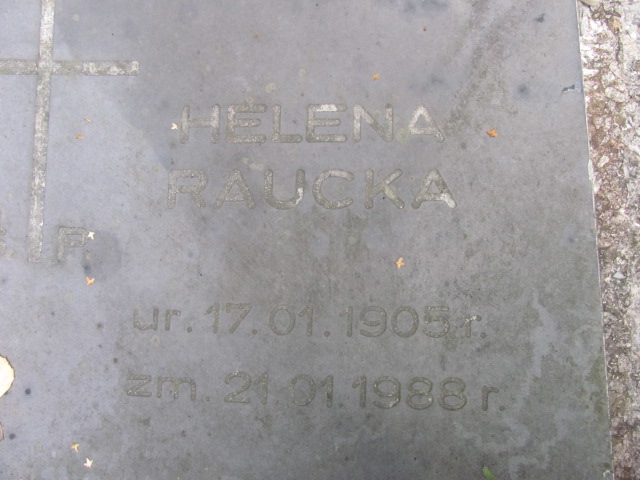 HELENA
RAUCKA
P.
ur. 17.01.1905 r.
zm. 21.01.1988 r.